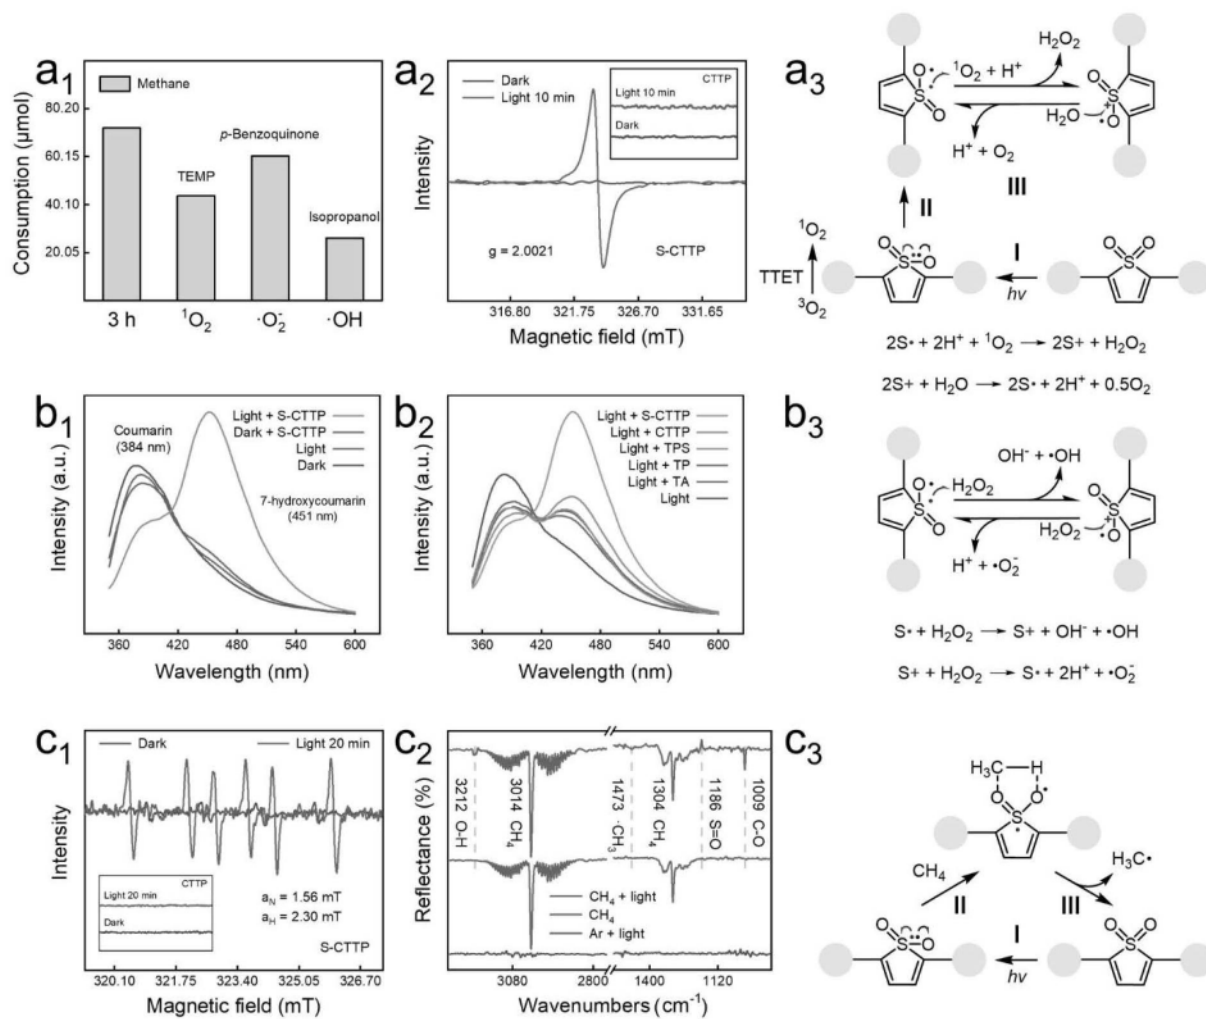 a1
Methane
Consumption (μmol)
80.20
60.15
40.10
20.05
TEMP
p-Benzoquinone
Isopropanol
3 h
¹O₂
·O₂⁻
·OH
a2
Dark
Light 10 min
CTTP
Light 10 min
Dark
Intensity
g = 2.0021
S-CTTP
316.80
321.75
326.70
331.65
Magnetic field (mT)
a3
H₂O₂
¹O₂ + H⁺
H₂O
H⁺ + O₂
III
II
I
hν
¹O₂
TTET
³O₂
2S• + 2H⁺ + ¹O₂ → 2S+ + H₂O₂
2S+ + H₂O → 2S• + 2H⁺ + 0.5O₂
b1
Light + S-CTTP
Dark + S-CTTP
Light
Dark
Coumarin
(384 nm)
7-hydroxycoumarin
(451 nm)
Intensity (a.u.)
360
420
480
540
600
Wavelength (nm)
b2
Light + S-CTTP
Light + CTTP
Light + TPS
Light + TP
Light + TA
Light
Intensity (a.u.)
360
420
480
540
600
Wavelength (nm)
b3
OH⁻ + •OH
H₂O₂
H₂O₂
H⁺ + •O₂⁻
S• + H₂O₂ → S+ + OH⁻ + •OH
S+ + H₂O₂ → S• + 2H⁺ + •O₂⁻
c1
Dark
Light 20 min
Intensity
CTTP
Light 20 min
Dark
aN = 1.56 mT
aH = 2.30 mT
S-CTTP
320.10
321.75
323.40
325.05
326.70
Magnetic field (mT)
c2
Reflectance (%)
3212 O-H
3014 CH₄
1473 ·CH₃
1304 CH₄
1186 S=O
1009 C-O
CH₄ + light
CH₄
Ar + light
3080
2800
1400
1120
Wavenumbers (cm⁻¹)
c3
H₃C
H
O
O•
S
CH₄
H₃C•
II
III
I
hν